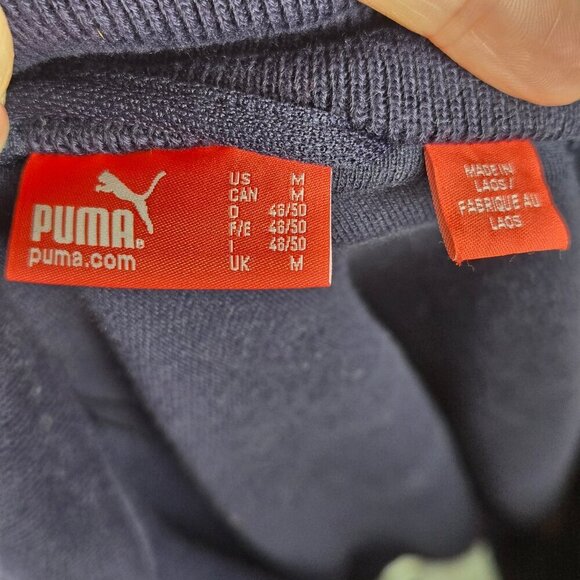 PUMA®
puma.com
US M
CAN M
D 48/50
F/E 48/50
I 48/50
UK M
MADE IN
LAOS /
FABRIQUE AU
LAOS